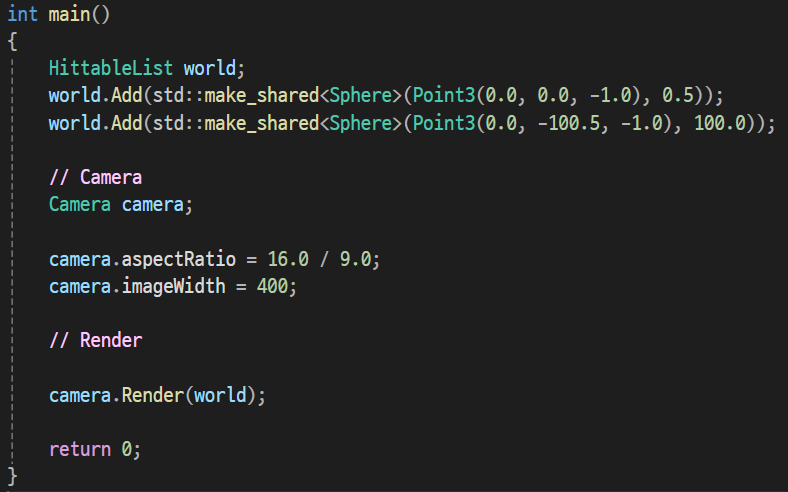 int main()
{
HittableList world;
world.Add(std::make_shared<Sphere>(Point3(0.0, 0.0, -1.0), 0.5));
world.Add(std::make_shared<Sphere>(Point3(0.0, -100.5, -1.0), 100.0));
// Camera
Camera camera;
camera.aspectRatio = 16.0 / 9.0;
camera.imageWidth = 400;
// Render
camera.Render(world);
return 0;
}